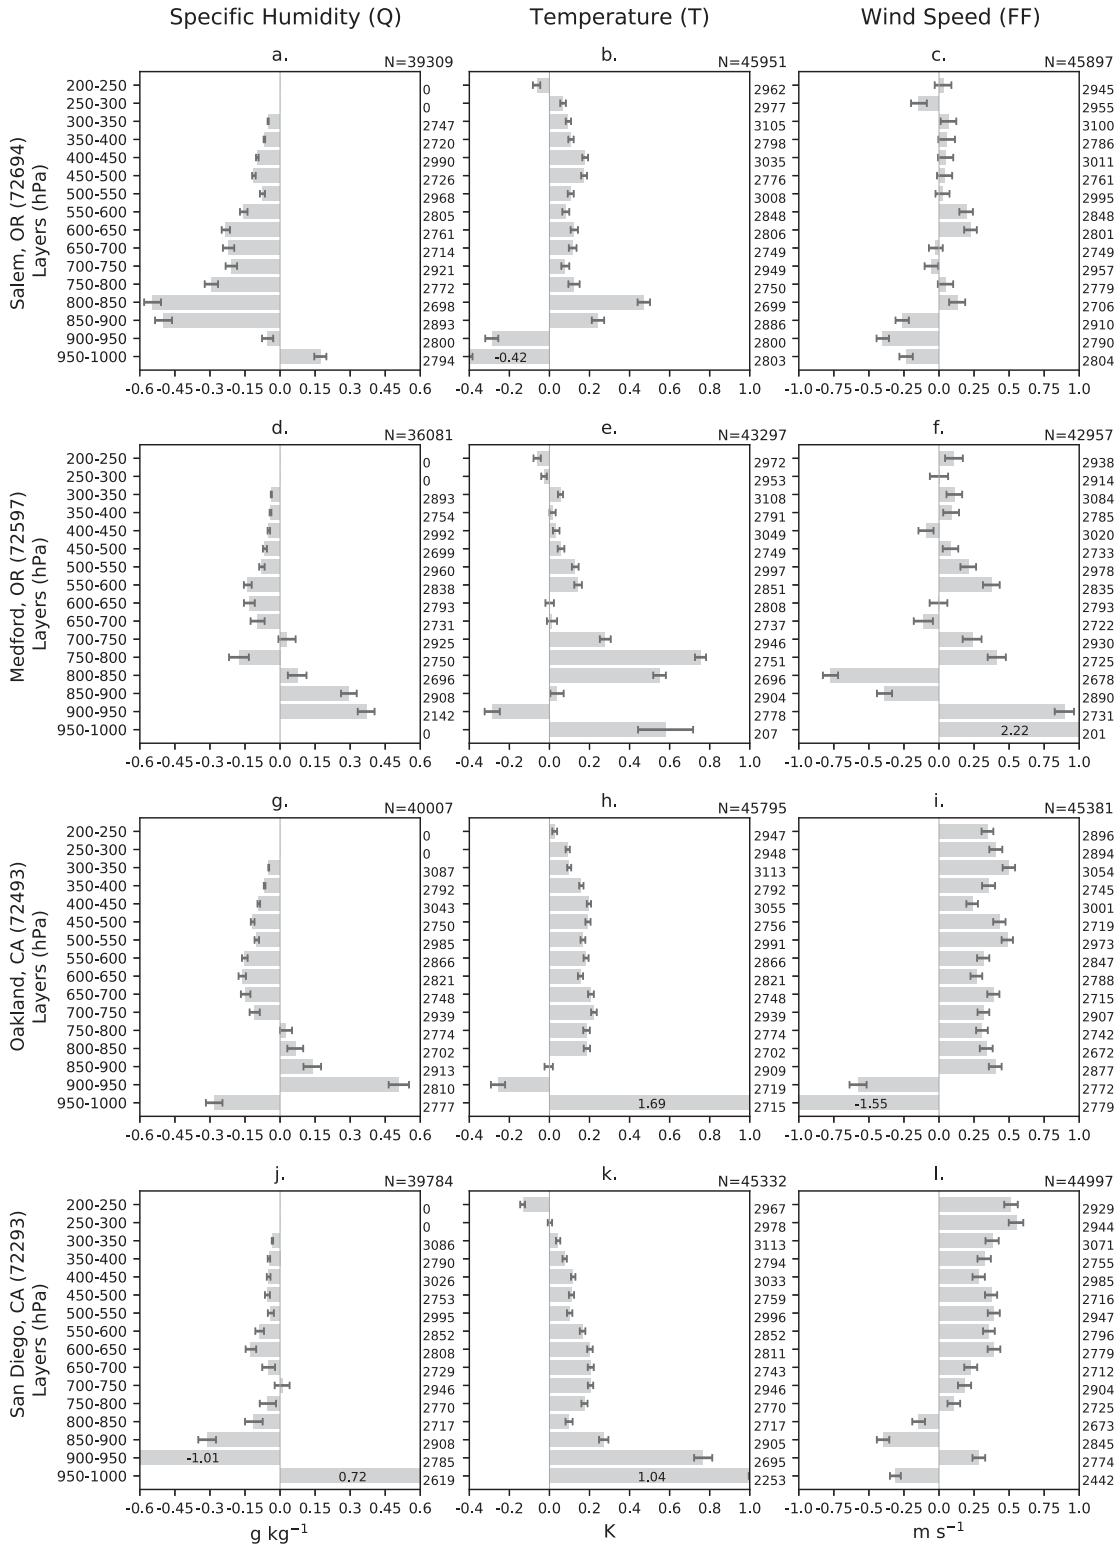 Specific Humidity (Q) Temperature (T) Wind Speed (FF)
Salem, OR (72694)
Layers (hPa)
a. N=39309 b. N=45951 c. N=45897
200-250 0 2962 2945
250-300 0 2977 2955
300-350 2747 3105 3100
350-400 2720 2798 2786
400-450 2990 3035 3011
450-500 2726 2776 2761
500-550 2968 3008 2995
550-600 2805 2848 2848
600-650 2761 2806 2801
650-700 2714 2749 2749
700-750 2921 2949 2957
750-800 2772 2750 2779
800-850 2698 2699 2706
850-900 2893 2886 2910
900-950 2800 2800 2790
950-1000 2794 -0.42 2803 2804
-0.6 -0.45 -0.3 -0.15 0.0 0.15 0.3 0.45 0.6 -0.4 -0.2 0.0 0.2 0.4 0.6 0.8 1.0 -1.0 -0.75 -0.5 -0.25 0.0 0.25 0.5 0.75 1.0
Medford, OR (72597)
Layers (hPa)
d. N=36081 e. N=43297 f. N=42957
200-250 0 2972 2938
250-300 0 2953 2914
300-350 2893 3108 3084
350-400 2754 2791 2785
400-450 2992 3049 3020
450-500 2699 2749 2733
500-550 2960 2997 2978
550-600 2838 2851 2835
600-650 2793 2808 2793
650-700 2731 2737 2722
700-750 2925 2946 2930
750-800 2750 2751 2725
800-850 2696 2696 2678
850-900 2908 2904 2890
900-950 2142 2778 2731
950-1000 0 207 2.22 201
-0.6 -0.45 -0.3 -0.15 0.0 0.15 0.3 0.45 0.6 -0.4 -0.2 0.0 0.2 0.4 0.6 0.8 1.0 -1.0 -0.75 -0.5 -0.25 0.0 0.25 0.5 0.75 1.0
Oakland, CA (72493)
Layers (hPa)
g. N=40007 h. N=45795 i. N=45381
200-250 0 2947 2896
250-300 0 2948 2894
300-350 3087 3113 3054
350-400 2792 2792 2745
400-450 3043 3055 3001
450-500 2750 2756 2719
500-550 2985 2991 2973
550-600 2866 2866 2847
600-650 2821 2821 2788
650-700 2748 2748 2715
700-750 2939 2939 2907
750-800 2774 2774 2742
800-850 2702 2702 2672
850-900 2913 2909 2877
900-950 2810 2719 2772
950-1000 2777 1.69 2715 -1.55 2779
-0.6 -0.45 -0.3 -0.15 0.0 0.15 0.3 0.45 0.6 -0.4 -0.2 0.0 0.2 0.4 0.6 0.8 1.0 -1.0 -0.75 -0.5 -0.25 0.0 0.25 0.5 0.75 1.0
San Diego, CA (72293)
Layers (hPa)
j. N=39784 k. N=45332 l. N=44997
200-250 0 2967 2929
250-300 0 2978 2944
300-350 3086 3113 3071
350-400 2790 2794 2755
400-450 3026 3033 2985
450-500 2753 2759 2716
500-550 2995 2996 2947
550-600 2852 2852 2796
600-650 2808 2811 2779
650-700 2729 2743 2712
700-750 2946 2946 2904
750-800 2770 2770 2725
800-850 2717 2717 2673
850-900 2908 2905 2845
900-950 -1.01 2785 2695 2774
950-1000 0.72 2619 1.04 2253 2442
-0.6 -0.45 -0.3 -0.15 0.0 0.15 0.3 0.45 0.6 -0.4 -0.2 0.0 0.2 0.4 0.6 0.8 1.0 -1.0 -0.75 -0.5 -0.25 0.0 0.25 0.5 0.75 1.0
g kg⁻¹ K m s⁻¹